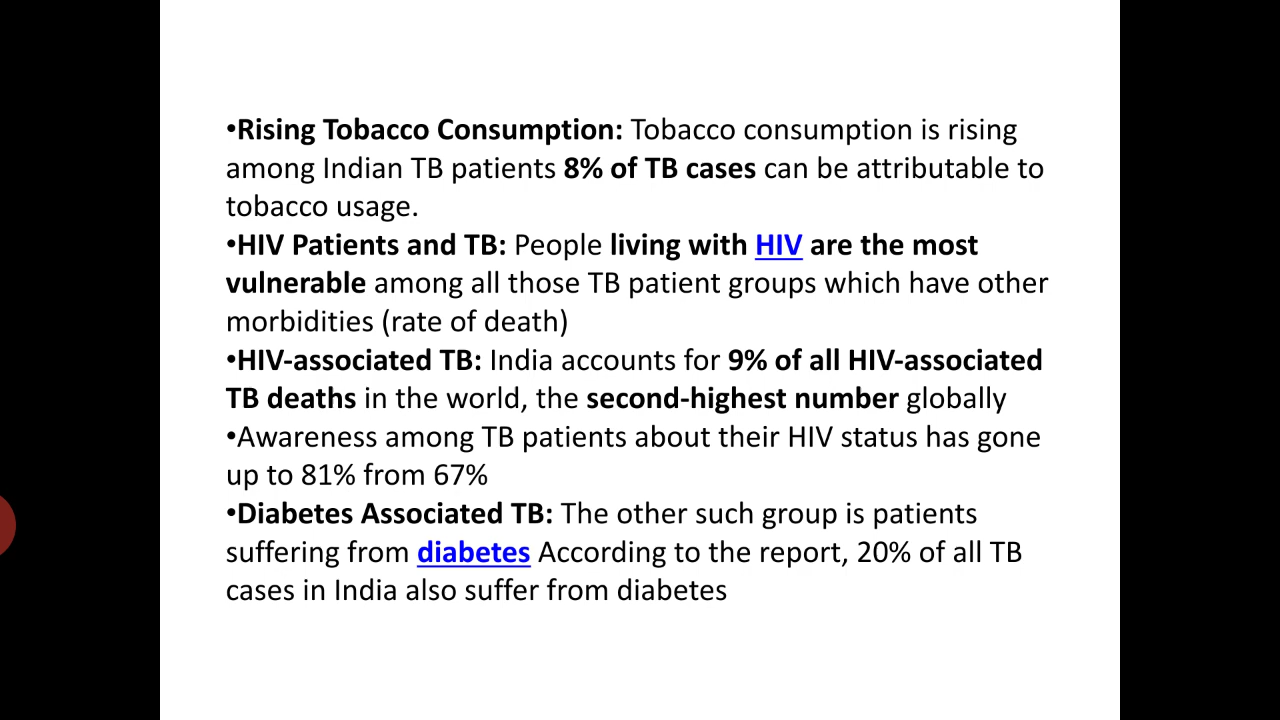 •Rising Tobacco Consumption: Tobacco consumption is rising
among Indian TB patients 8% of TB cases can be attributable to
tobacco usage.
•HIV Patients and TB: People living with HIV are the most
vulnerable among all those TB patient groups which have other
morbidities (rate of death)
•HIV-associated TB: India accounts for 9% of all HIV-associated
TB deaths in the world, the second-highest number globally
•Awareness among TB patients about their HIV status has gone
up to 81% from 67%
•Diabetes Associated TB: The other such group is patients
suffering from diabetes According to the report, 20% of all TB
cases in India also suffer from diabetes